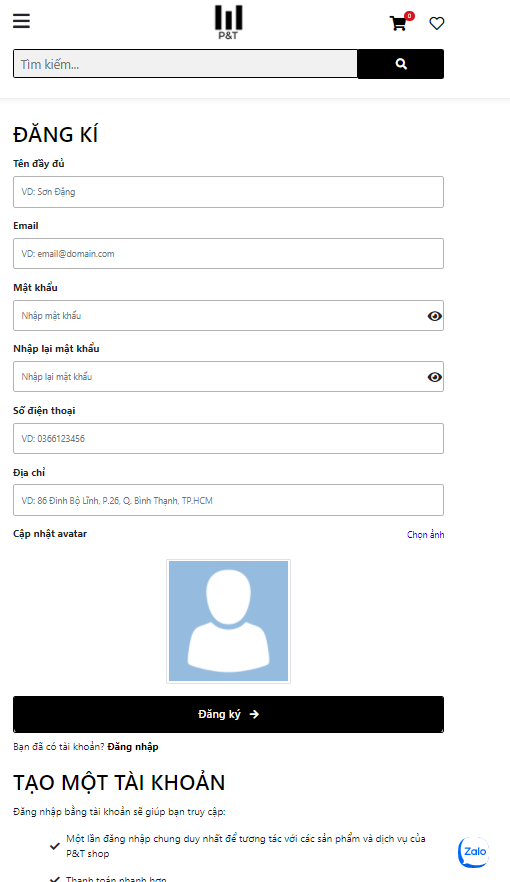 P&T
0
Tìm kiếm...
ĐĂNG KÍ
Tên đầy đủ
VD: Sơn Đặng
Email
VD: email@domain.com
Mật khẩu
Nhập mật khẩu
Nhập lại mật khẩu
Nhập lại mật khẩu
Số điện thoại
VD: 0366123456
Địa chỉ
VD: 86 Đinh Bộ Lĩnh, P.26, Q. Bình Thạnh, TP.HCM
Cập nhật avatar
Chọn ảnh
Đăng ký
Bạn đã có tài khoản? Đăng nhập
TẠO MỘT TÀI KHOẢN
Đăng nhập bằng tài khoản sẽ giúp bạn truy cập:
Một lần đăng nhập chung duy nhất để tương tác với các sản phẩm và dịch vụ của
P&T shop
Zalo
Thanh toán nhanh hơn